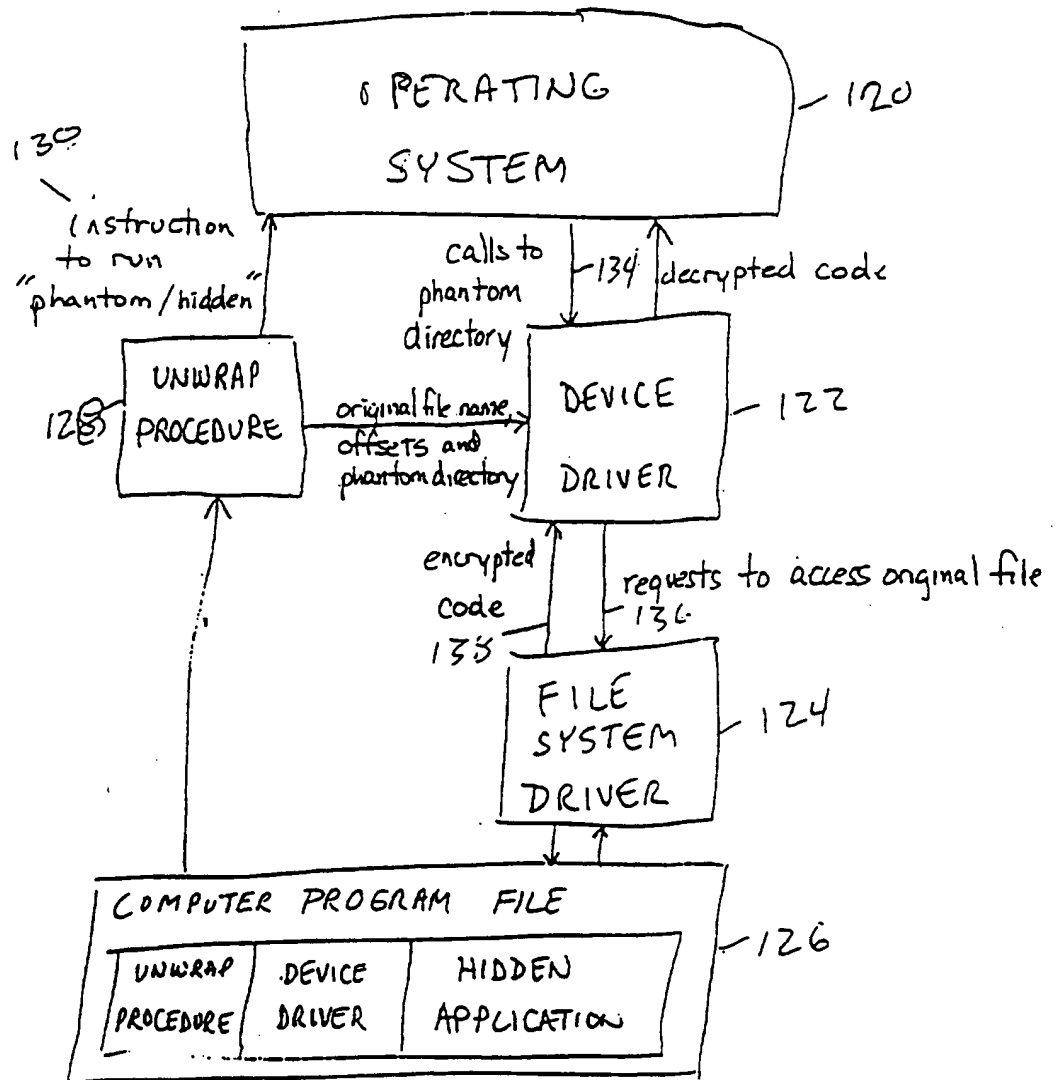 OPERATING
SYSTEM
120
130
instruction
to run
"phantom/hidden"
calls to
phantom
directory
134
decrypted code
UNWRAP
PROCEDURE
128
original file name,
offsets and
phantom directory
DEVICE
DRIVER
122
encrypted
code
138
requests to access original file
136
FILE
SYSTEM
DRIVER
124
COMPUTER PROGRAM FILE
126
UNWRAP
PROCEDURE
DEVICE
DRIVER
HIDDEN
APPLICATION